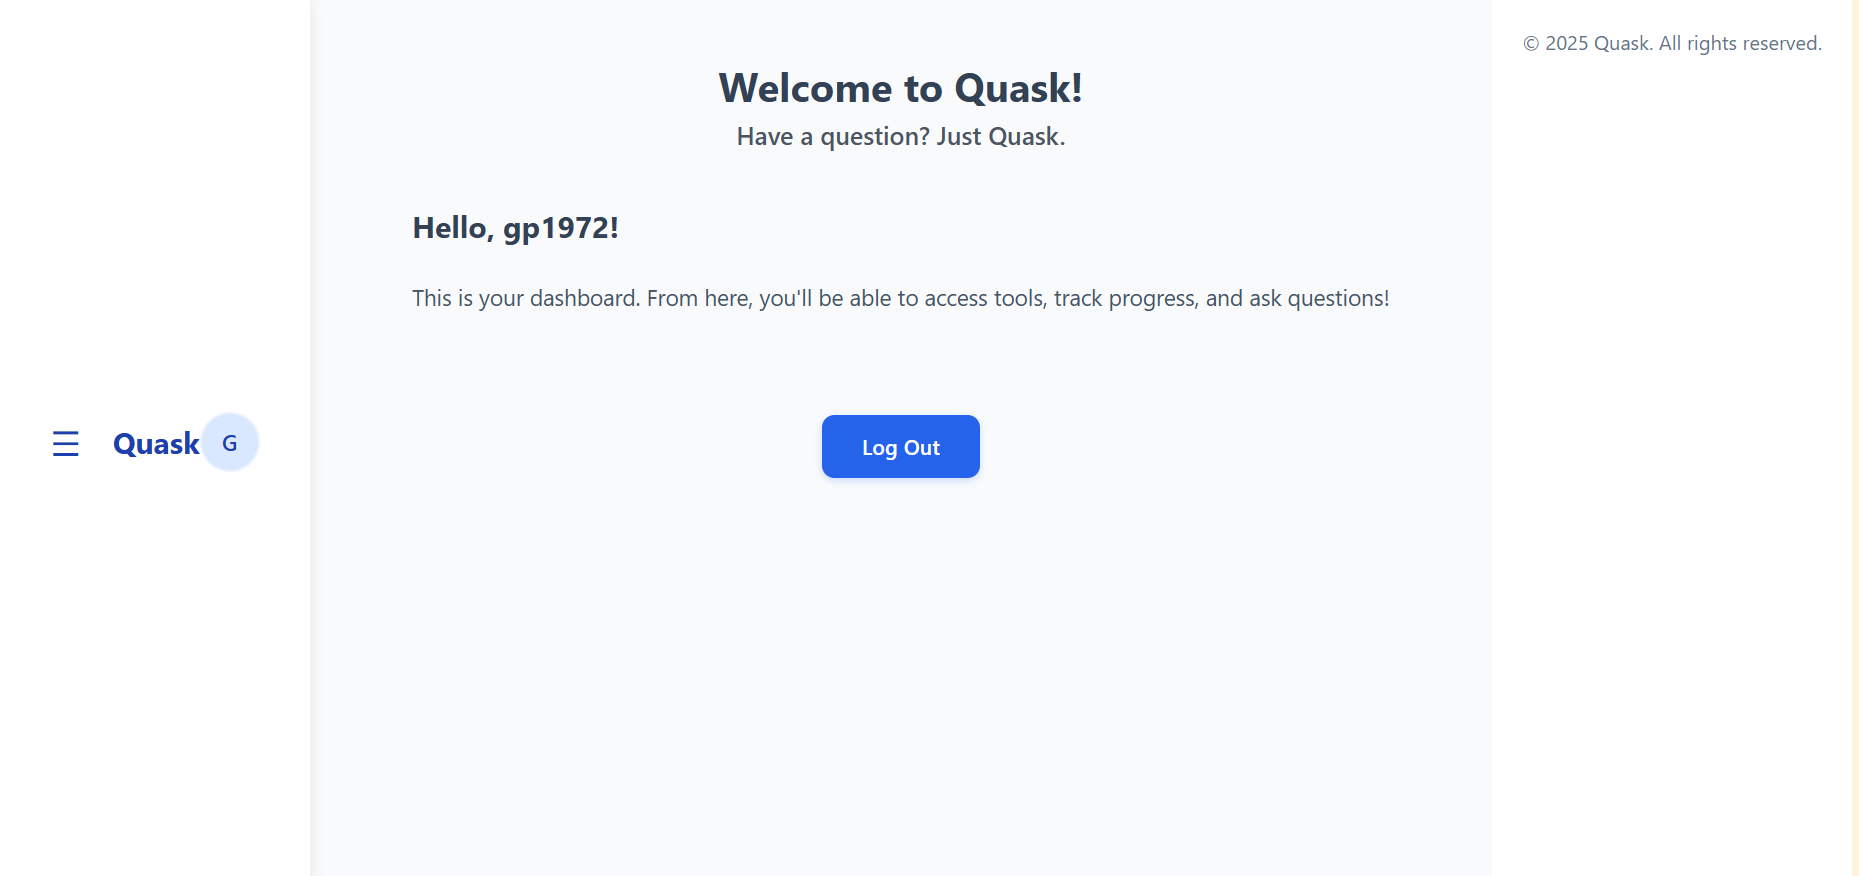 ☰ Quask G
Welcome to Quask!
Have a question? Just Quask.
Hello, gp1972!
This is your dashboard. From here, you'll be able to access tools, track progress, and ask questions!
Log Out
© 2025 Quask. All rights reserved.